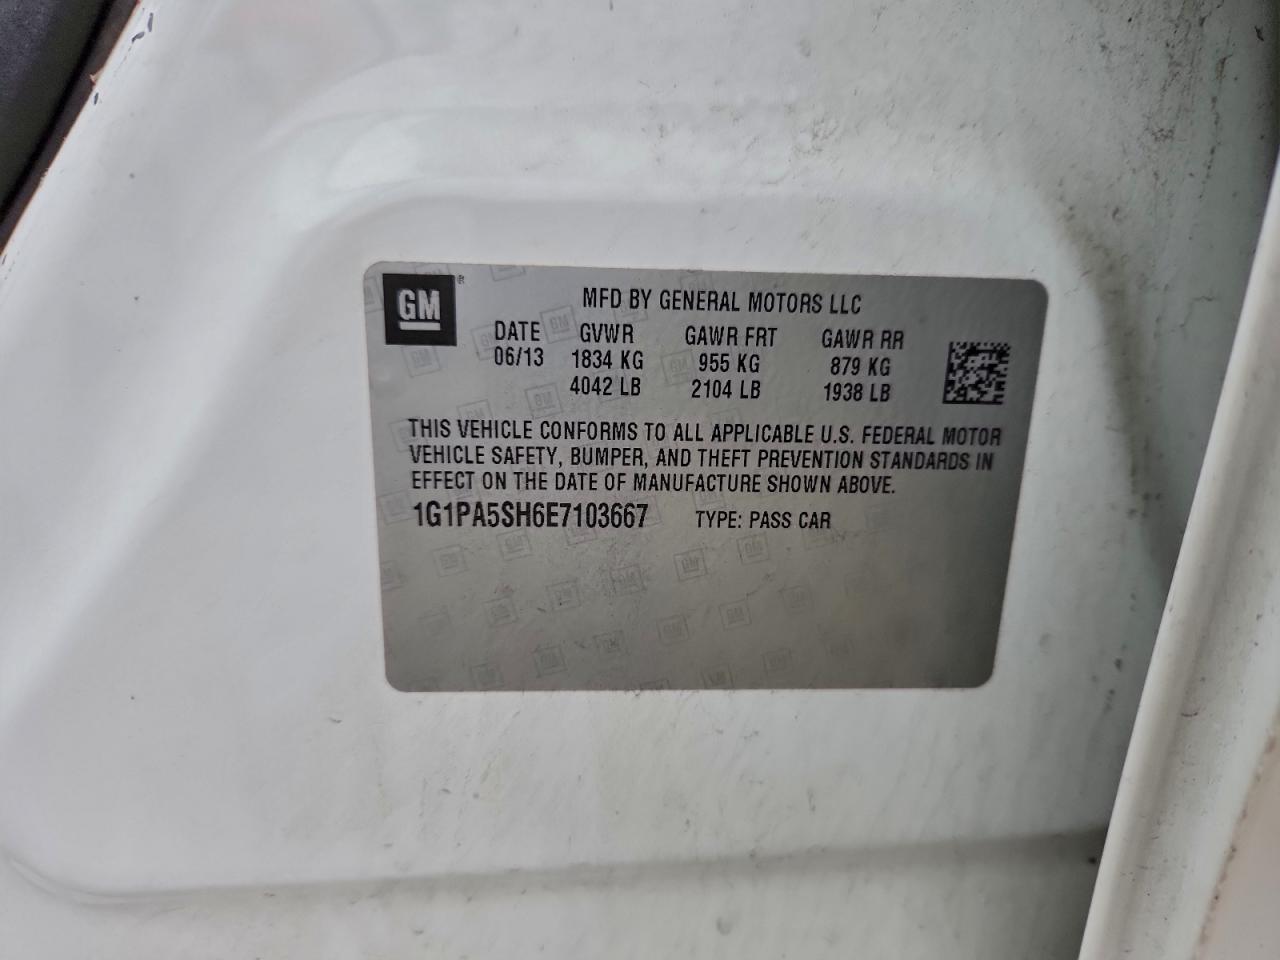 GM
MFD BY GENERAL MOTORS LLC
DATE GVWR GAWR FRT GAWR RR
06/13 1834 KG 955 KG 879 KG
4042 LB 2104 LB 1938 LB
THIS VEHICLE CONFORMS TO ALL APPLICABLE U.S. FEDERAL MOTOR
VEHICLE SAFETY, BUMPER, AND THEFT PREVENTION STANDARDS IN
EFFECT ON THE DATE OF MANUFACTURE SHOWN ABOVE.
1G1PA5SH6E7103667 TYPE: PASS CAR